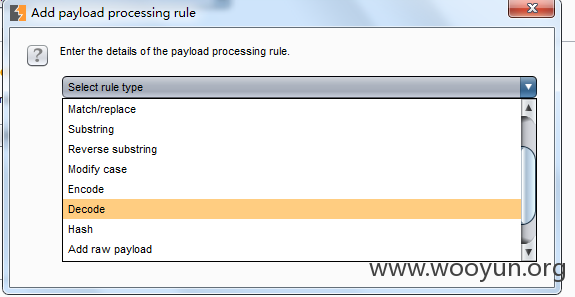 Add payload processing rule
Enter the details of the payload processing rule.
Select rule type
Match/replace
Substring
Reverse substring
Modify case
Encode
Decode
Hash
Add raw payload
www.wooyun.org